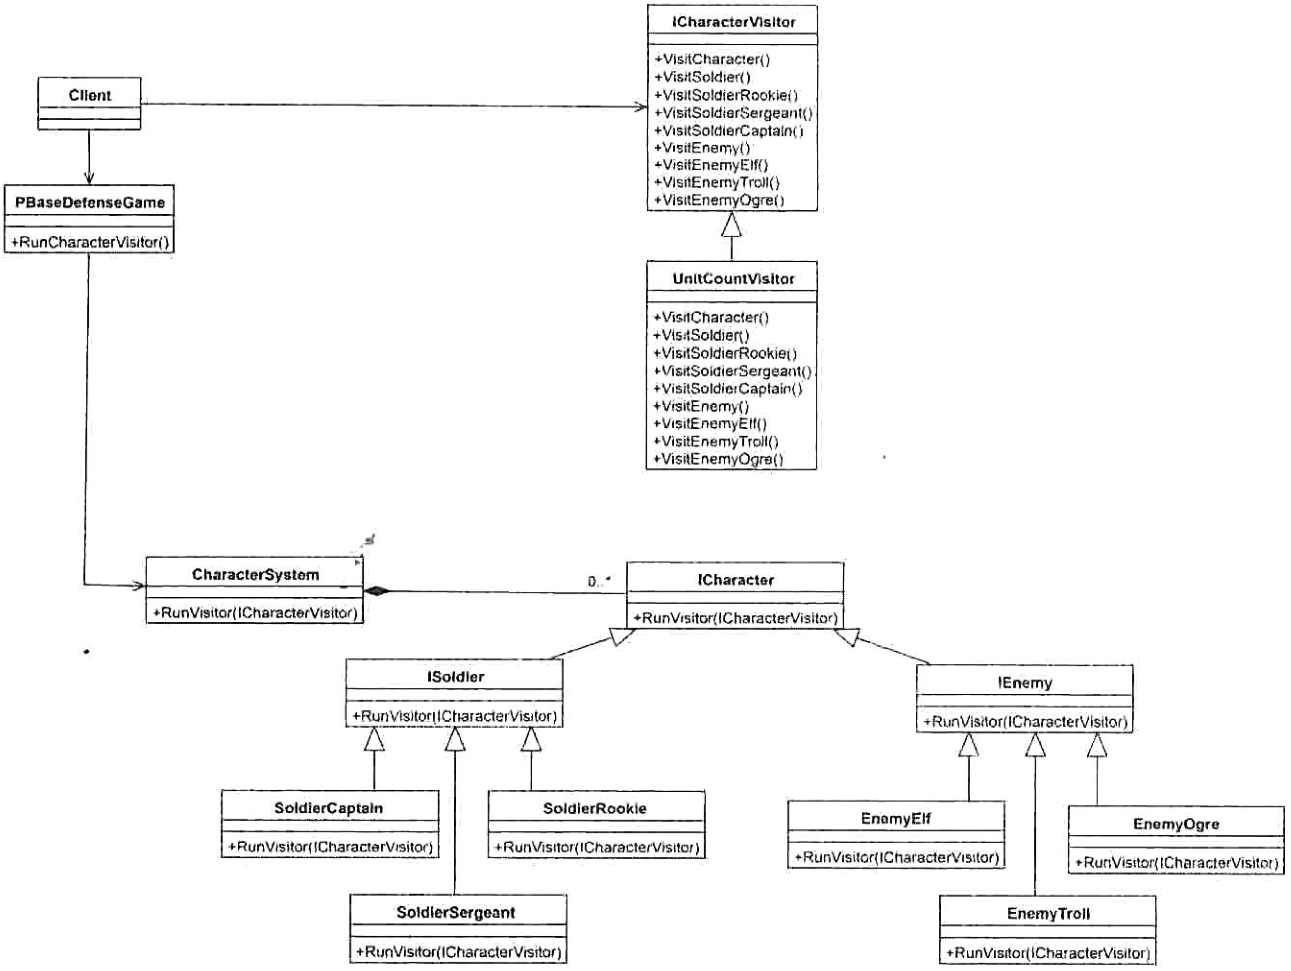 ICharacterVisitor
+VisitCharacter()
+VisitSoldier()
+VisitSoldierRookie()
+VisitSoldierSergeant()
+VisitSoldierCaptain()
+VisitEnemy()
+VisitEnemyElf()
+VisitEnemyTroll()
+VisitEnemyOgre()
Client
PBaseDefenseGame
+RunCharacterVisitor()
UnitCountVisitor
+VisitCharacter()
+VisitSoldier()
+VisitSoldierRookie()
+VisitSoldierSergeant()
+VisitSoldierCaptain()
+VisitEnemy()
+VisitEnemyElf()
+VisitEnemyTroll()
+VisitEnemyOgre()
CharacterSystem
+RunVisitor(ICharacterVisitor)
0..*
ICharacter
+RunVisitor(ICharacterVisitor)
ISoldier
+RunVisitor(ICharacterVisitor)
IEnemy
+RunVisitor(ICharacterVisitor)
SoldierCaptain
+RunVisitor(ICharacterVisitor)
SoldierRookie
+RunVisitor(ICharacterVisitor)
EnemyElf
+RunVisitor(ICharacterVisitor)
EnemyOgre
+RunVisitor(ICharacterVisitor)
SoldierSergeant
+RunVisitor(ICharacterVisitor)
EnemyTroll
+RunVisitor(ICharacterVisitor)